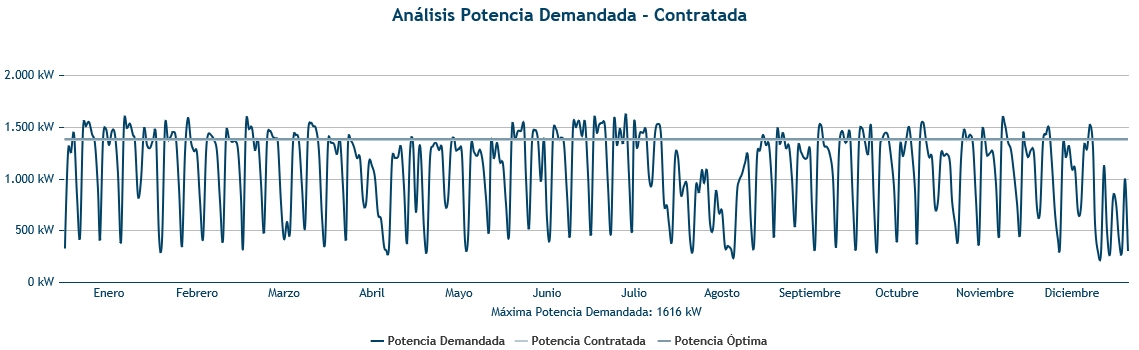 Análisis Potencia Demandada - Contratada
2.000 kW
1.500 kW
1.000 kW
500 kW
0 kW
Enero Febrero Marzo Abril Mayo Junio Julio Agosto Septiembre Octubre Noviembre Diciembre
Máxima Potencia Demandada: 1616 kW
Potencia Demandada Potencia Contratada Potencia Óptima